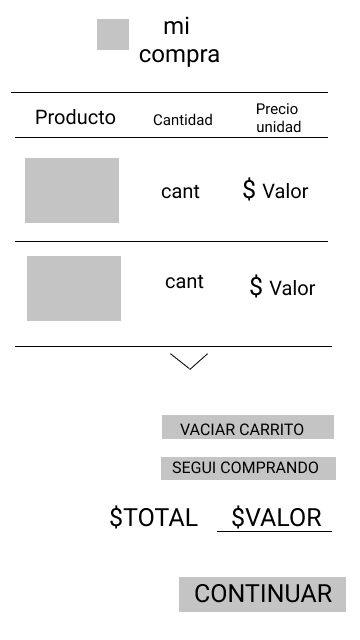 mi
compra
Producto Cantidad Precio
unidad
cant $ Valor
cant $ Valor
VACIAR CARRITO
SEGUI COMPRANDO
$TOTAL $VALOR
CONTINUAR